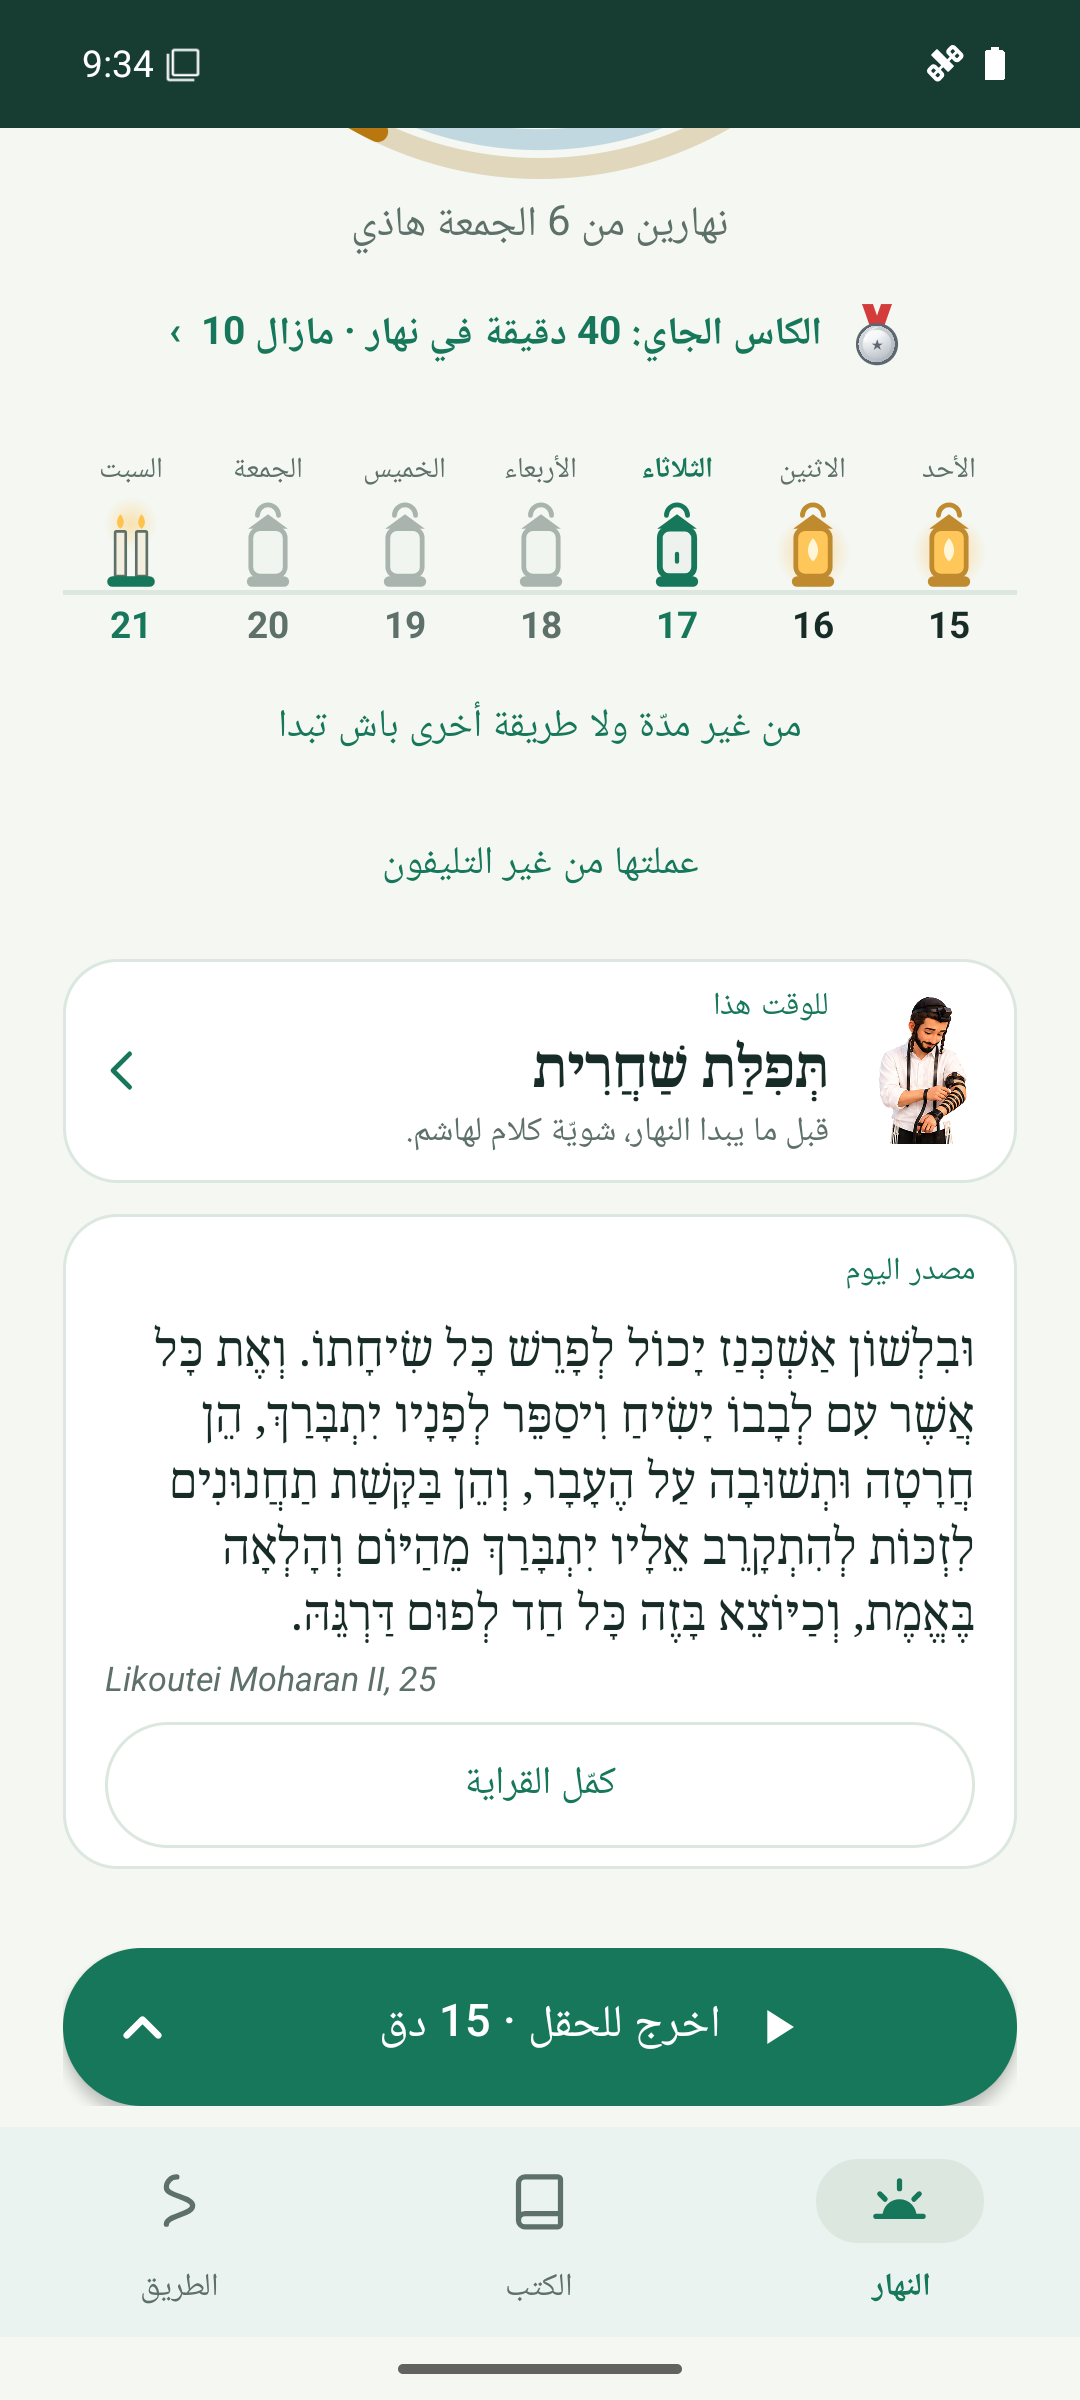 9:34
نهارين من 6 الجمعة هاذي
الكاس الجاي: 40 دقيقة في نهار · مازال 10 ›
الأحد الاثنين الثلاثاء الأربعاء الخميس الجمعة السبت
15 16 17 18 19 20 21
من غير مدّة ولا طريقة أخرى باش تبدا
عملتها من غير التليفون
للوقت هذا
תְּפִלַּת שַׁחֲרִית
قبل ما يبدا النهار، شويّة كلام لهاشم.
مصدر اليوم
וּבִלְשׁוֹן אַשְׁכְּנַז יָכוֹל לְפָרֵשׁ כָּל שִׂיחָתוֹ. וְאֶת כָּל
אֲשֶׁר עִם לְבָבוֹ יָשִׂיחַ וִיסַפֵּר לְפָנָיו יִתְבָּרַךְ, הֵן
חֲרָטָה וּתְשׁוּבָה עַל הֶעָבָר, וְהֵן בַּקָּשַׁת תַּחֲנוּנִים
לִזְכּוֹת לְהִתְקָרֵב אֵלָיו יִתְבָּרַךְ מֵהַיּוֹם וְהָלְאָה
בֶּאֱמֶת, וְכַיּוֹצֵא בָּזֶה כָּל חַד לְפוּם דַּרְגֵּהּ.
Likoutei Moharan II, 25
كمّل القراية
اخرج للحقل · 15 دق
النهار الكتب الطريق